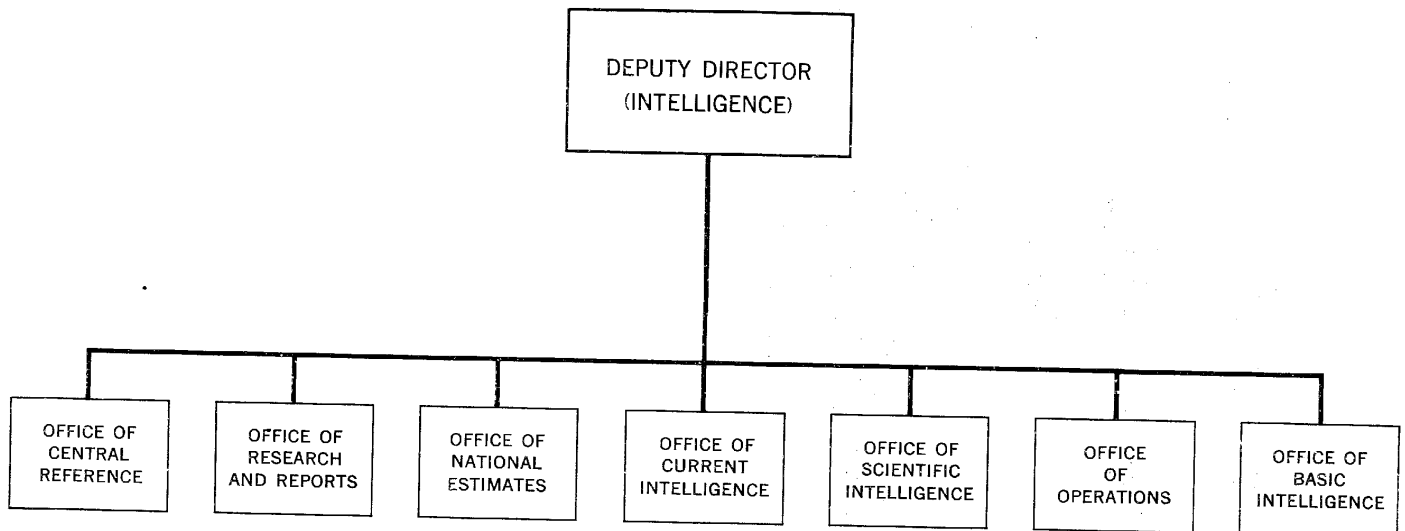 DEPUTY DIRECTOR
(INTELLIGENCE)
OFFICE OF
CENTRAL
REFERENCE
OFFICE OF
RESEARCH
AND REPORTS
OFFICE OF
NATIONAL
ESTIMATES
OFFICE OF
CURRENT
INTELLIGENCE
OFFICE OF
SCIENTIFIC
INTELLIGENCE
OFFICE
OF
OPERATIONS
OFFICE OF
BASIC
INTELLIGENCE